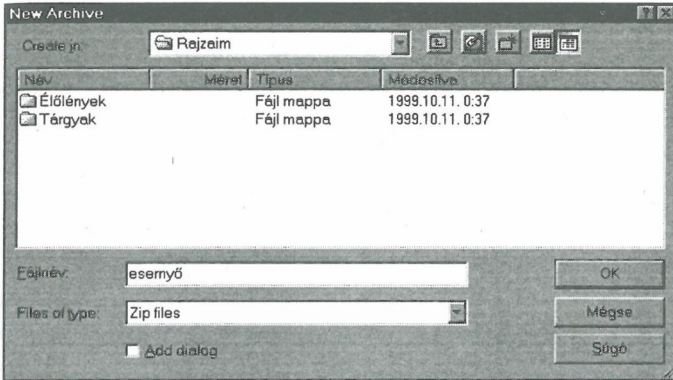 New Archive
Create in: Rajzaim
Név Méret Típus Módosítva
Élőlények Fájl mappa 1999.10.11. 0:37
Tárgyak Fájl mappa 1999.10.11. 0:37
Fájlnév: esernyő OK
Files of type: Zip files Mégse
Add dialog Súgó